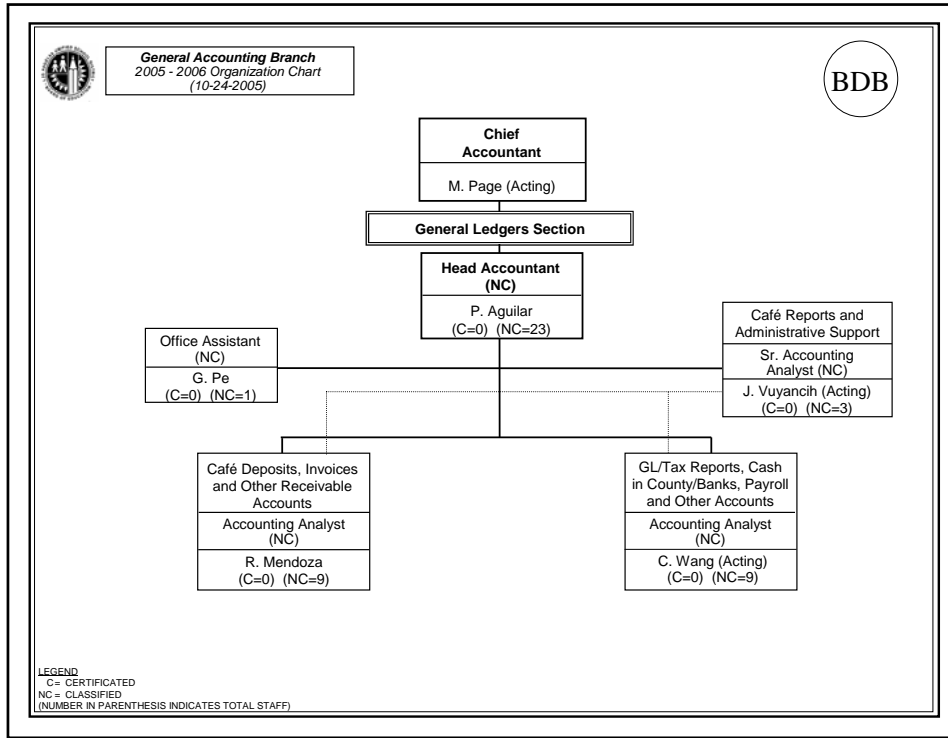 General Accounting Branch
2005 - 2006 Organization Chart
(10-24-2005)
BDB
Chief
Accountant
M. Page (Acting)
General Ledgers Section
Head Accountant
(NC)
P. Aguilar
(C=0) (NC=23)
Office Assistant
(NC)
G. Pe
(C=0) (NC=1)
Café Reports and
Administrative Support
Sr. Accounting
Analyst (NC)
J. Vuyancih (Acting)
(C=0) (NC=3)
Café Deposits, Invoices
and Other Receivable
Accounts
Accounting Analyst
(NC)
R. Mendoza
(C=0) (NC=9)
GL/Tax Reports, Cash
in County/Banks, Payroll
and Other Accounts
Accounting Analyst
(NC)
C. Wang (Acting)
(C=0) (NC=9)
LEGEND
C = CERTIFICATED
NC = CLASSIFIED
(NUMBER IN PARENTHESIS INDICATES TOTAL STAFF)